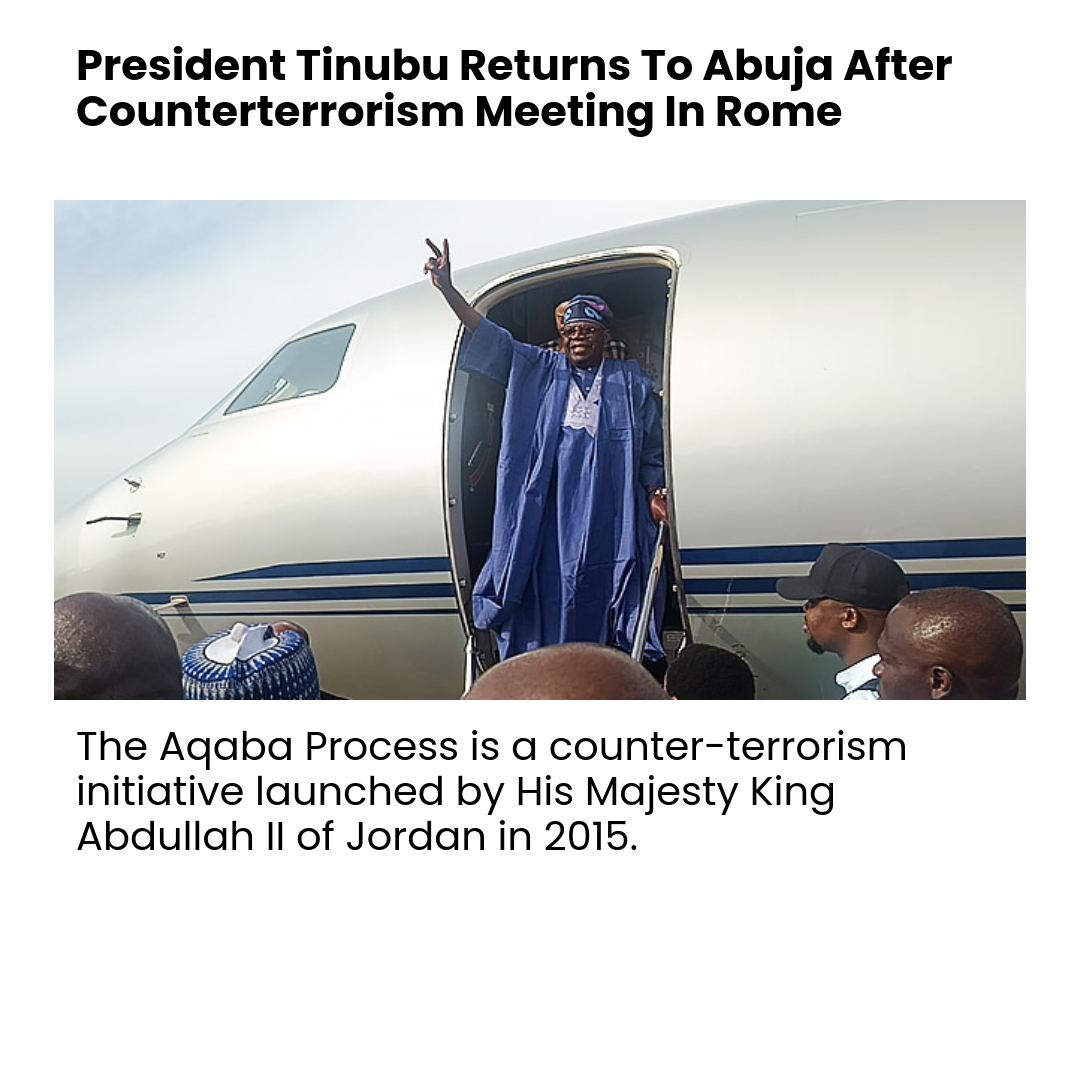 President Tinubu Returns To Abuja After
Counterterrorism Meeting In Rome
The Aqaba Process is a counter-terrorism
initiative launched by His Majesty King
Abdullah II of Jordan in 2015.